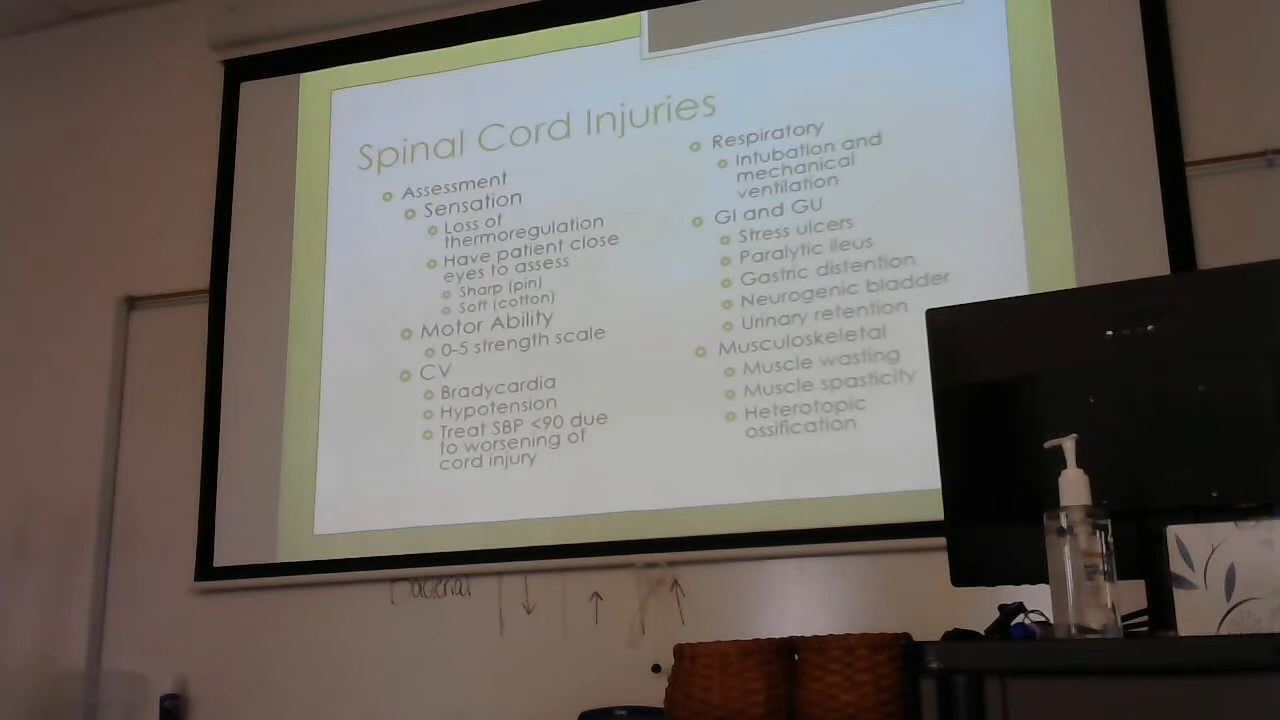 Spinal Cord Injuries
Assessment
Sensation
Loss of
thermoregulation
Have patient close
eyes to assess
Sharp (pin)
Soft (cotton)
Motor Ability
0-5 strength scale
CV
Bradycardia
Hypotension
Treat SBP <90 due
to worsening of
cord injury
Respiratory
Intubation and
mechanical
ventilation
GI and GU
Stress ulcers
Paralytic ileus
Gastric distention
Neurogenic bladder
Urinary retention
Musculoskeletal
Muscle wasting
Muscle spasticity
Heterotopic
ossification
Bacterial ↓ ↑ ↑